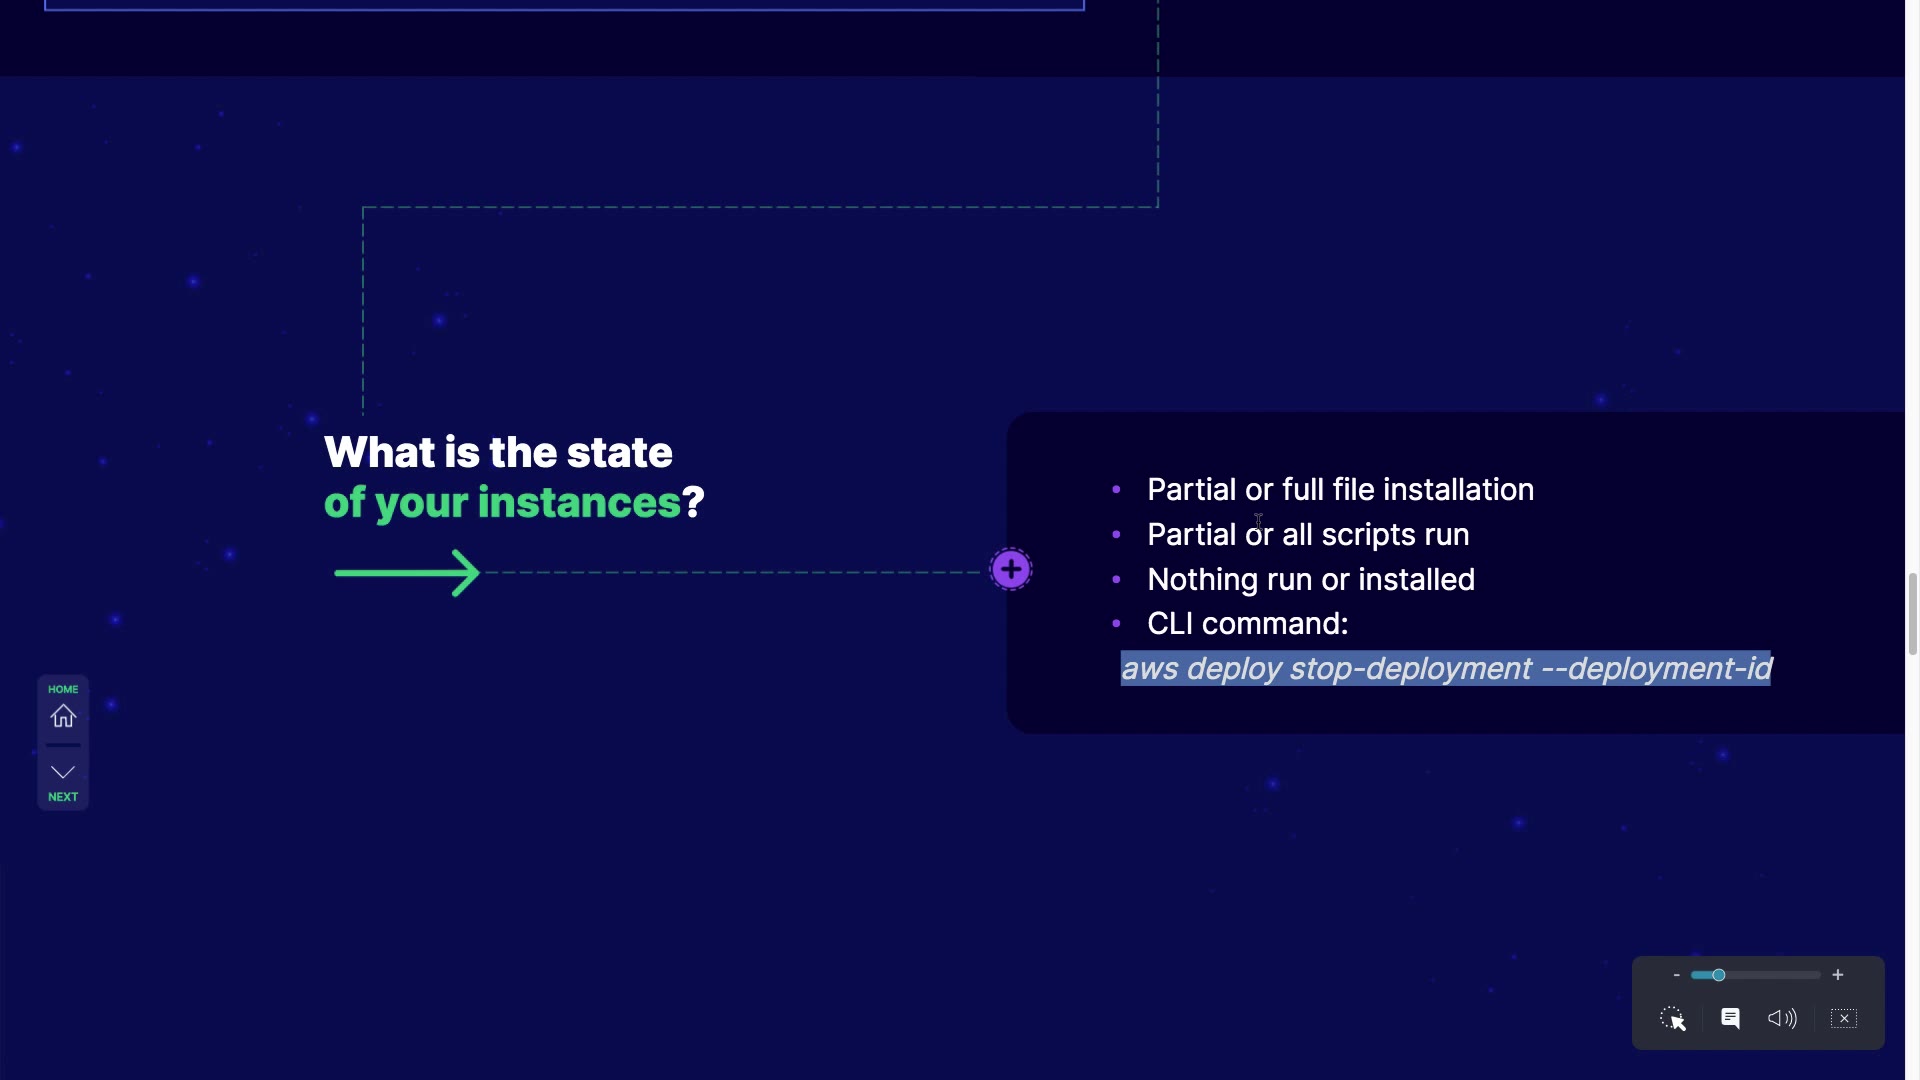 What is the state
of your instances?
• Partial or full file installation
• Partial or all scripts run
• Nothing run or installed
• CLI command:
aws deploy stop-deployment --deployment-id
HOME
NEXT
- +